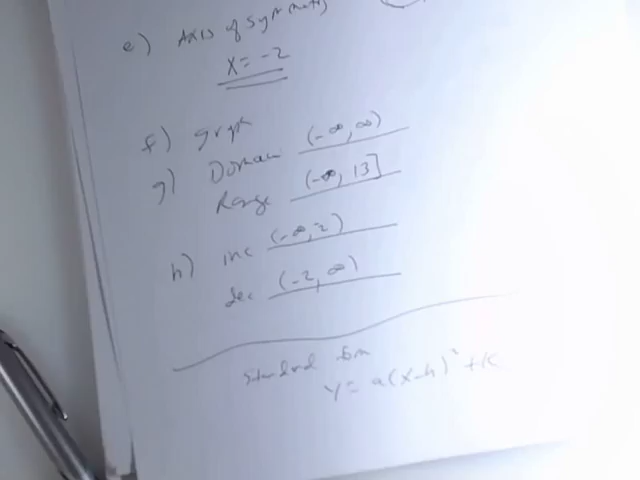 e) Axis of Symmetry
x = -2
f) graph
g) Domain (-∞, ∞)
Range (-∞, 13]
h) inc (-∞, 2)
dec (-2, ∞)
Standard form
y = a(x-h)² + k